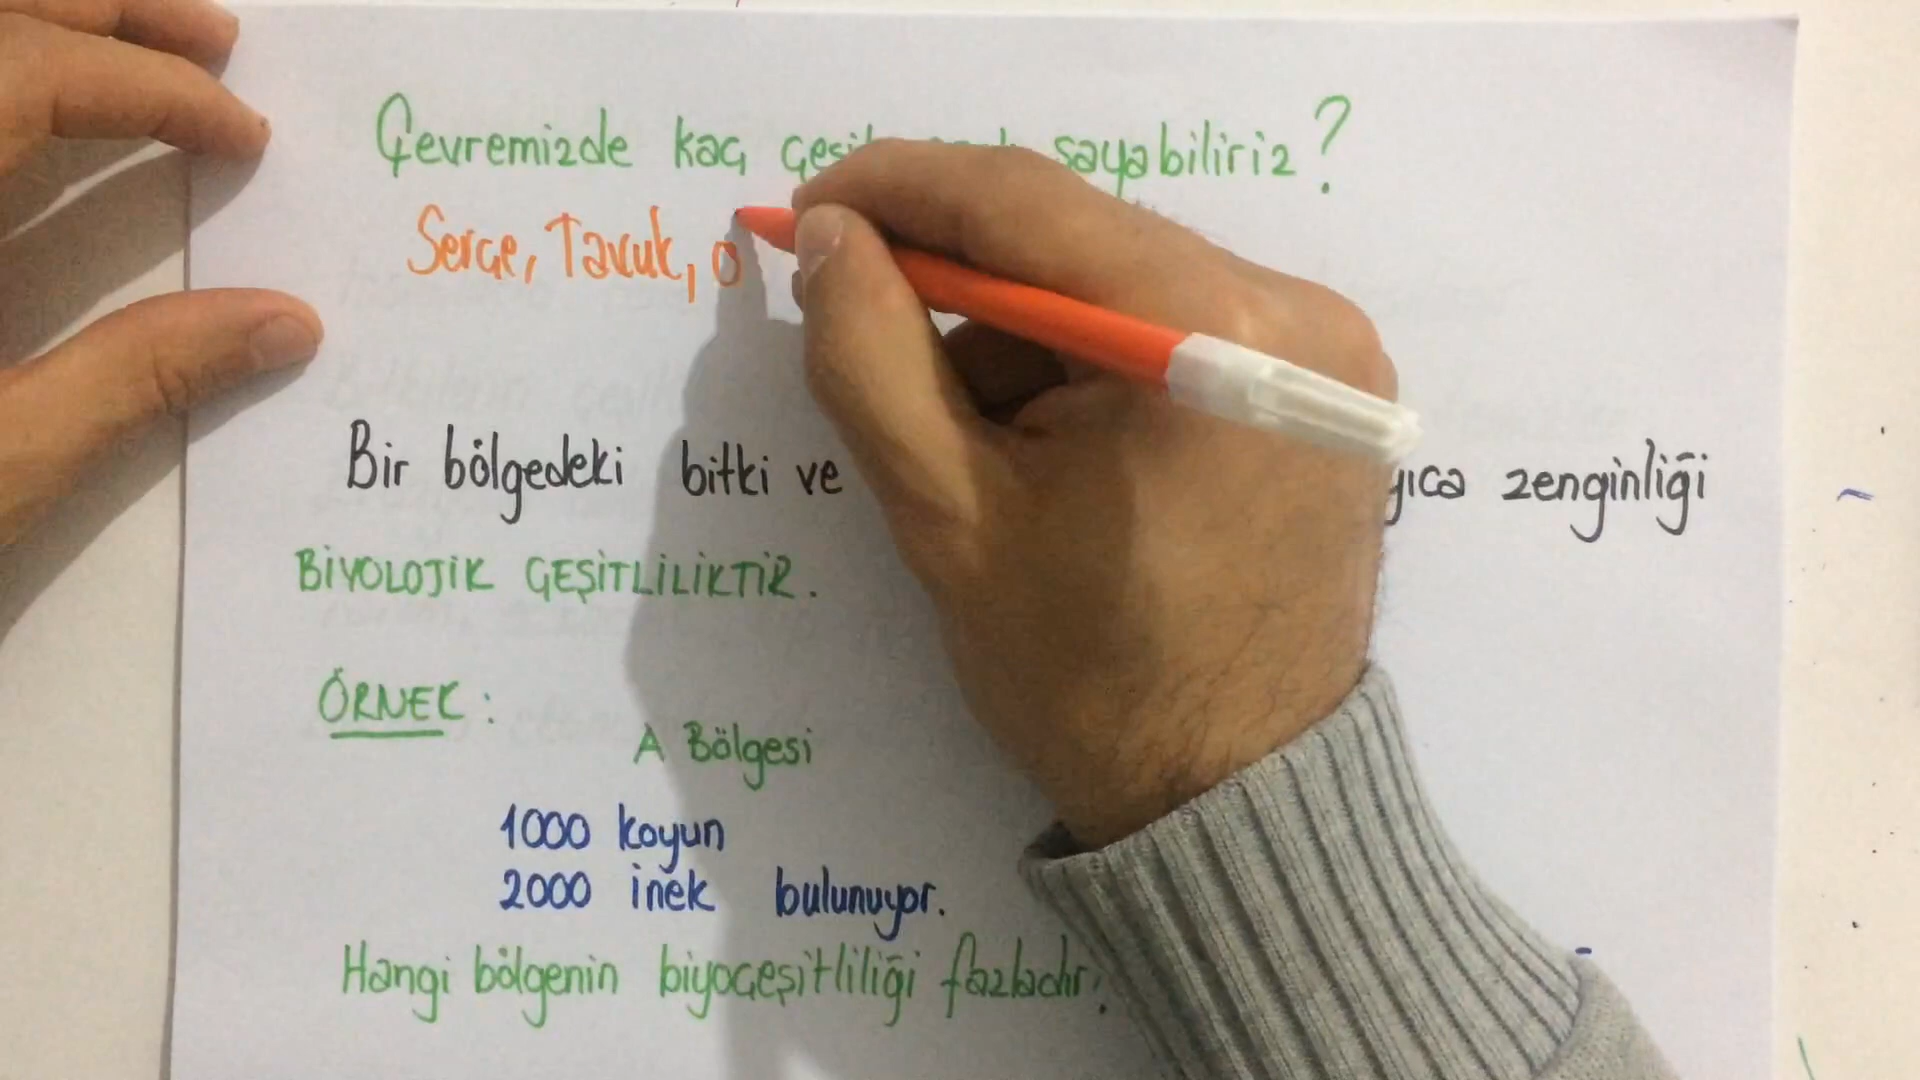 Çevremizde kaç sayabiliriz?
Serçe, Tavuk, o
Bir bölgedeki bitki ve zenginliği
BİYOLOJİK ÇEŞİTLİLİKTİR.
ÖRNEK:
A Bölgesi
1000 koyun
2000 inek bulunuyor.
Hangi bölgenin biyoçeşitliliği fazladır?